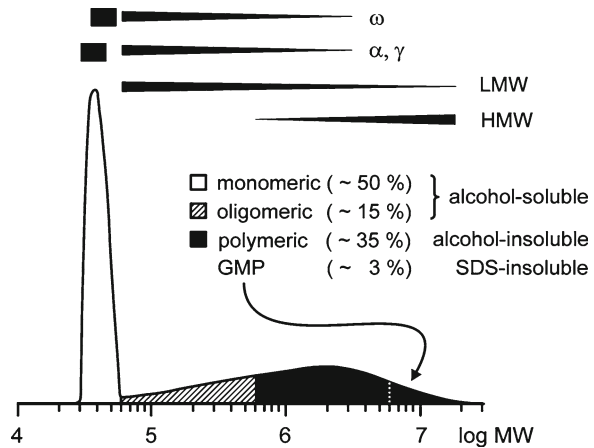 ω
α, γ
LMW
HMW
monomeric ( ~ 50 %)
oligomeric ( ~ 15 %)
alcohol-soluble
polymeric ( ~ 35 %) alcohol-insoluble
GMP ( ~ 3 %) SDS-insoluble
4 5 6 7 log MW